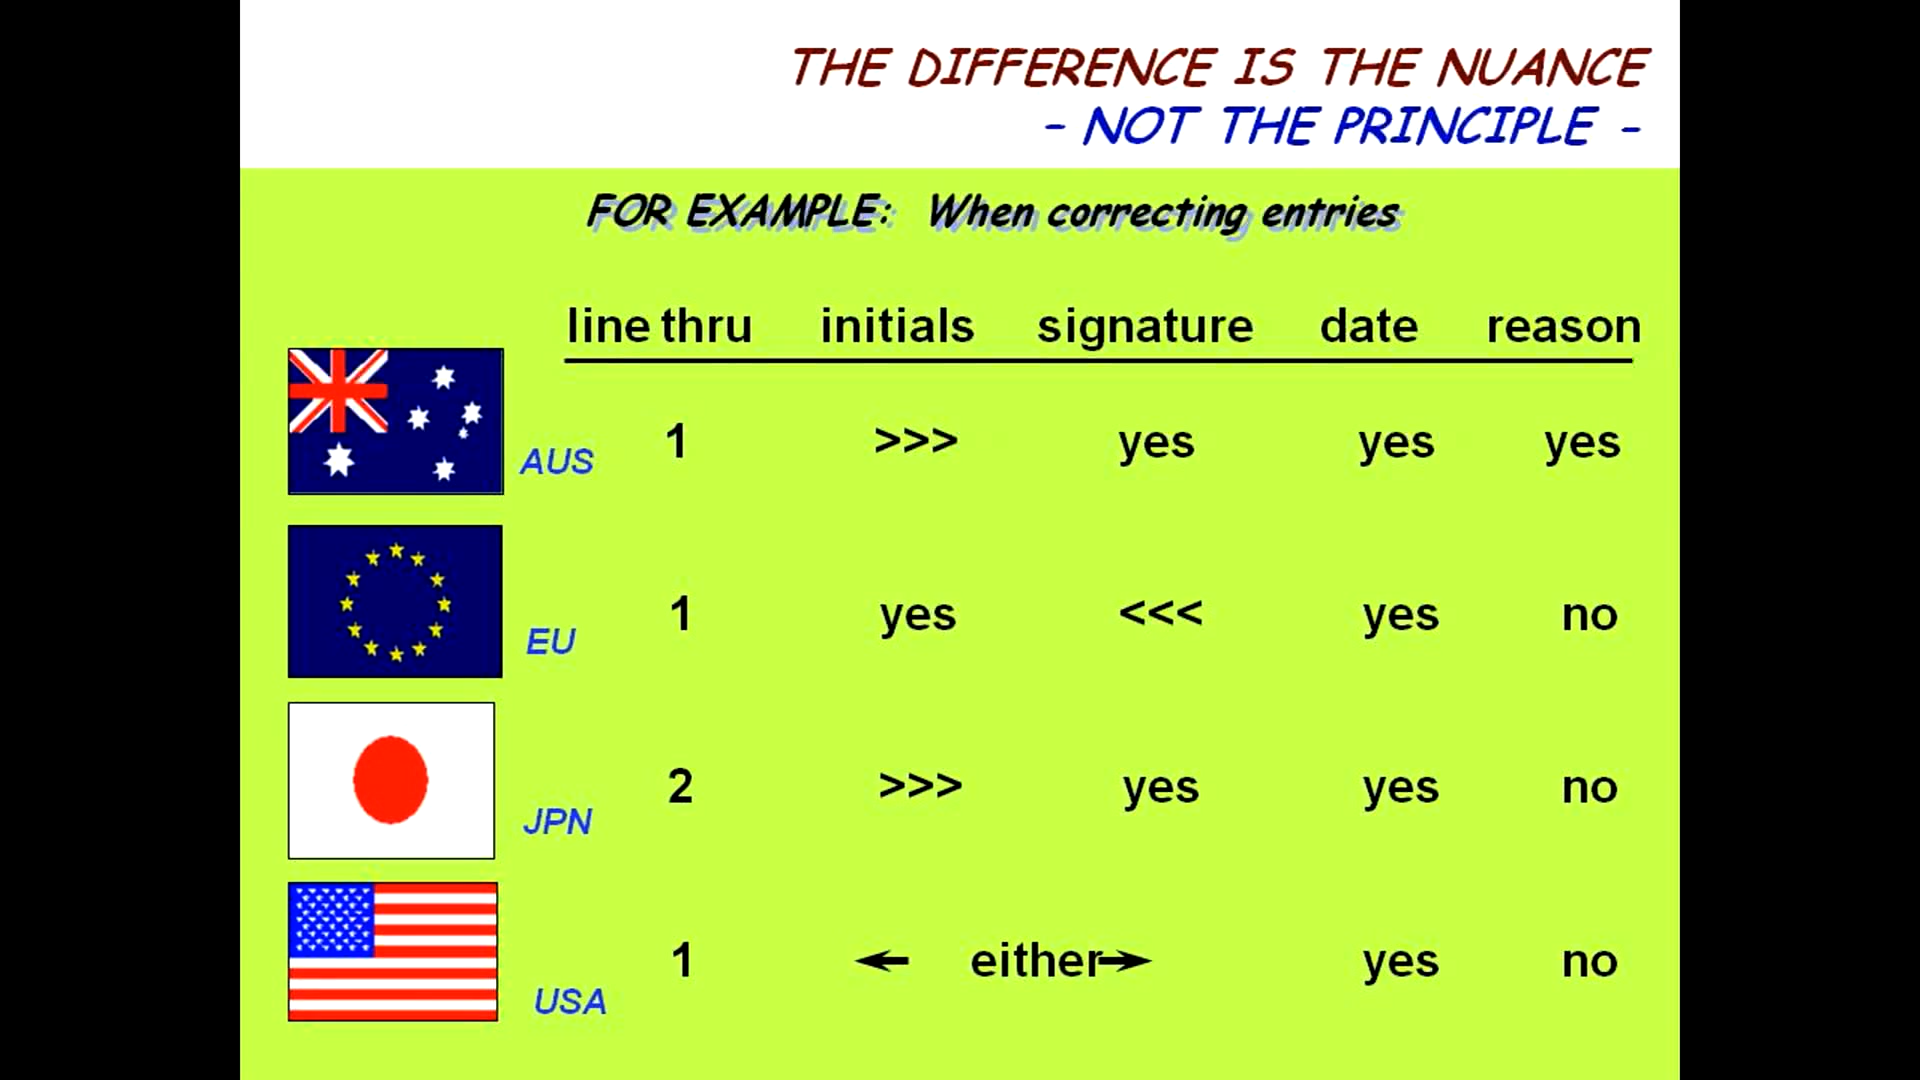 THE DIFFERENCE IS THE NUANCE
- NOT THE PRINCIPLE -
FOR EXAMPLE: When correcting entries
line thru initials signature date reason
AUS 1 >>> yes yes yes
EU 1 yes <<< yes no
JPN 2 >>> yes yes no
USA 1 ← either→ yes no